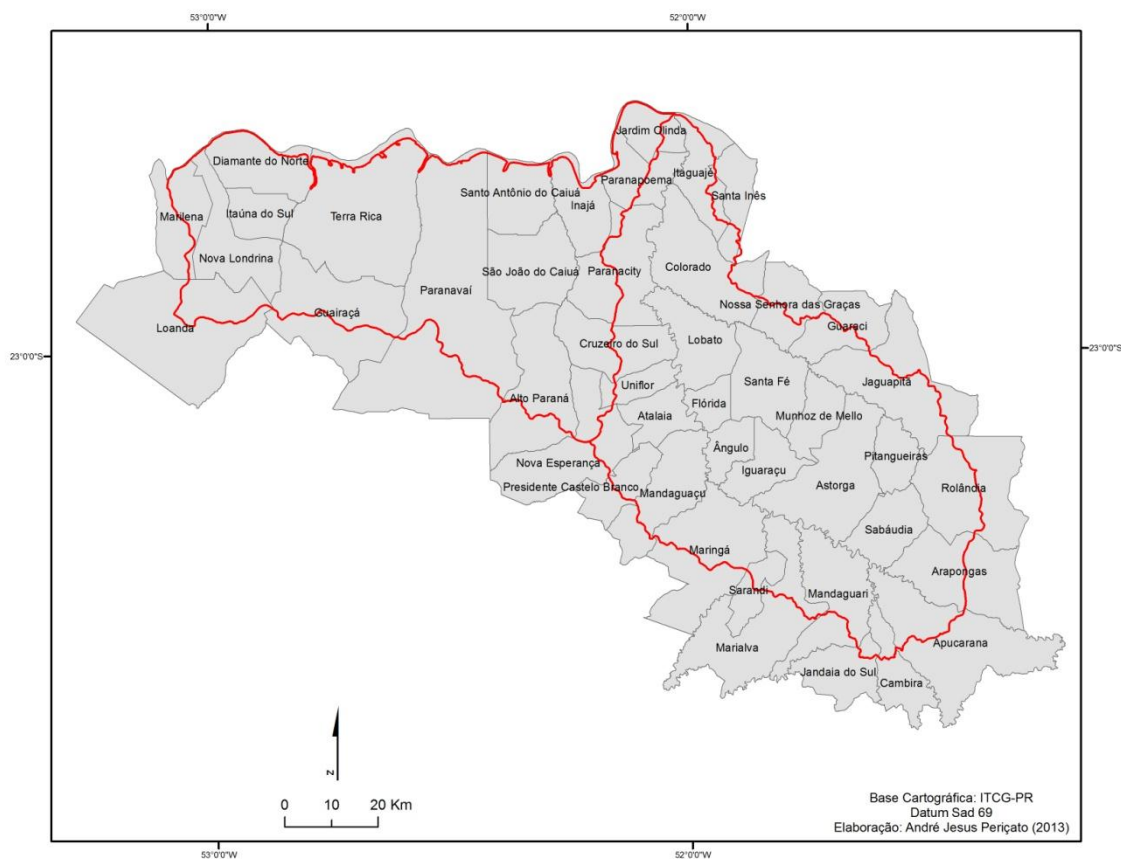 53°0'0"W 52°0'0"W
Jardim Olinda
Diamante do Norte
Itaguajé
Paranapoema
Santo Antônio do Caiuá
Santa Inês
Inajá
Marilena
Itaúna do Sul
Terra Rica
Nova Londrina
Colorado
São João do Caiuá
Paranacity
Paranavaí
Nossa Senhora das Graças
Guairaçá
Loanda
Guaraci
23°0'0"S 23°0'0"S
Cruzeiro do Sul
Lobato
Santa Fé
Jaguapitã
Uniflor
Alto Paraná
Flórida
Atalaia
Munhoz de Mello
Ângulo
Pitangueiras
Nova Esperança
Iguaraçu
Presidente Castelo Branco
Mandaguaçu
Astorga
Rolândia
Sabáudia
Maringá
Arapongas
Sarandi
Mandaguari
Apucarana
Marialva
Jandaia do Sul
Cambira
N
0 10 20 Km
Base Cartográfica: ITCG-PR
Datum Sad 69
Elaboração: André Jesus Periçato (2013)
53°0'0"W 52°0'0"W